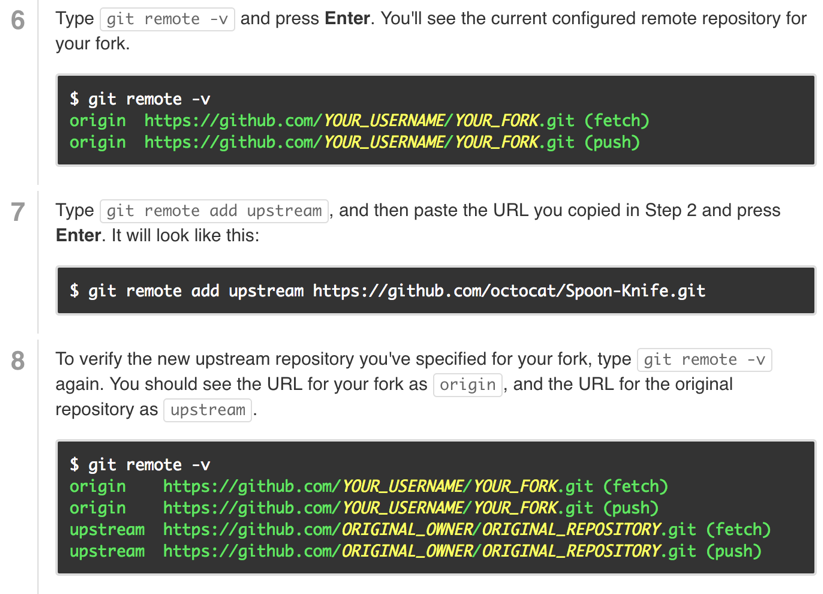 6 Type git remote -v and press Enter. You'll see the current configured remote repository for
your fork.
$ git remote -v
origin  https://github.com/YOUR_USERNAME/YOUR_FORK.git (fetch)
origin  https://github.com/YOUR_USERNAME/YOUR_FORK.git (push)
7 Type git remote add upstream, and then paste the URL you copied in Step 2 and press
Enter. It will look like this:
$ git remote add upstream https://github.com/octocat/Spoon-Knife.git
8 To verify the new upstream repository you've specified for your fork, type git remote -v
again. You should see the URL for your fork as origin, and the URL for the original
repository as upstream.
$ git remote -v
origin    https://github.com/YOUR_USERNAME/YOUR_FORK.git (fetch)
origin    https://github.com/YOUR_USERNAME/YOUR_FORK.git (push)
upstream  https://github.com/ORIGINAL_OWNER/ORIGINAL_REPOSITORY.git (fetch)
upstream  https://github.com/ORIGINAL_OWNER/ORIGINAL_REPOSITORY.git (push)